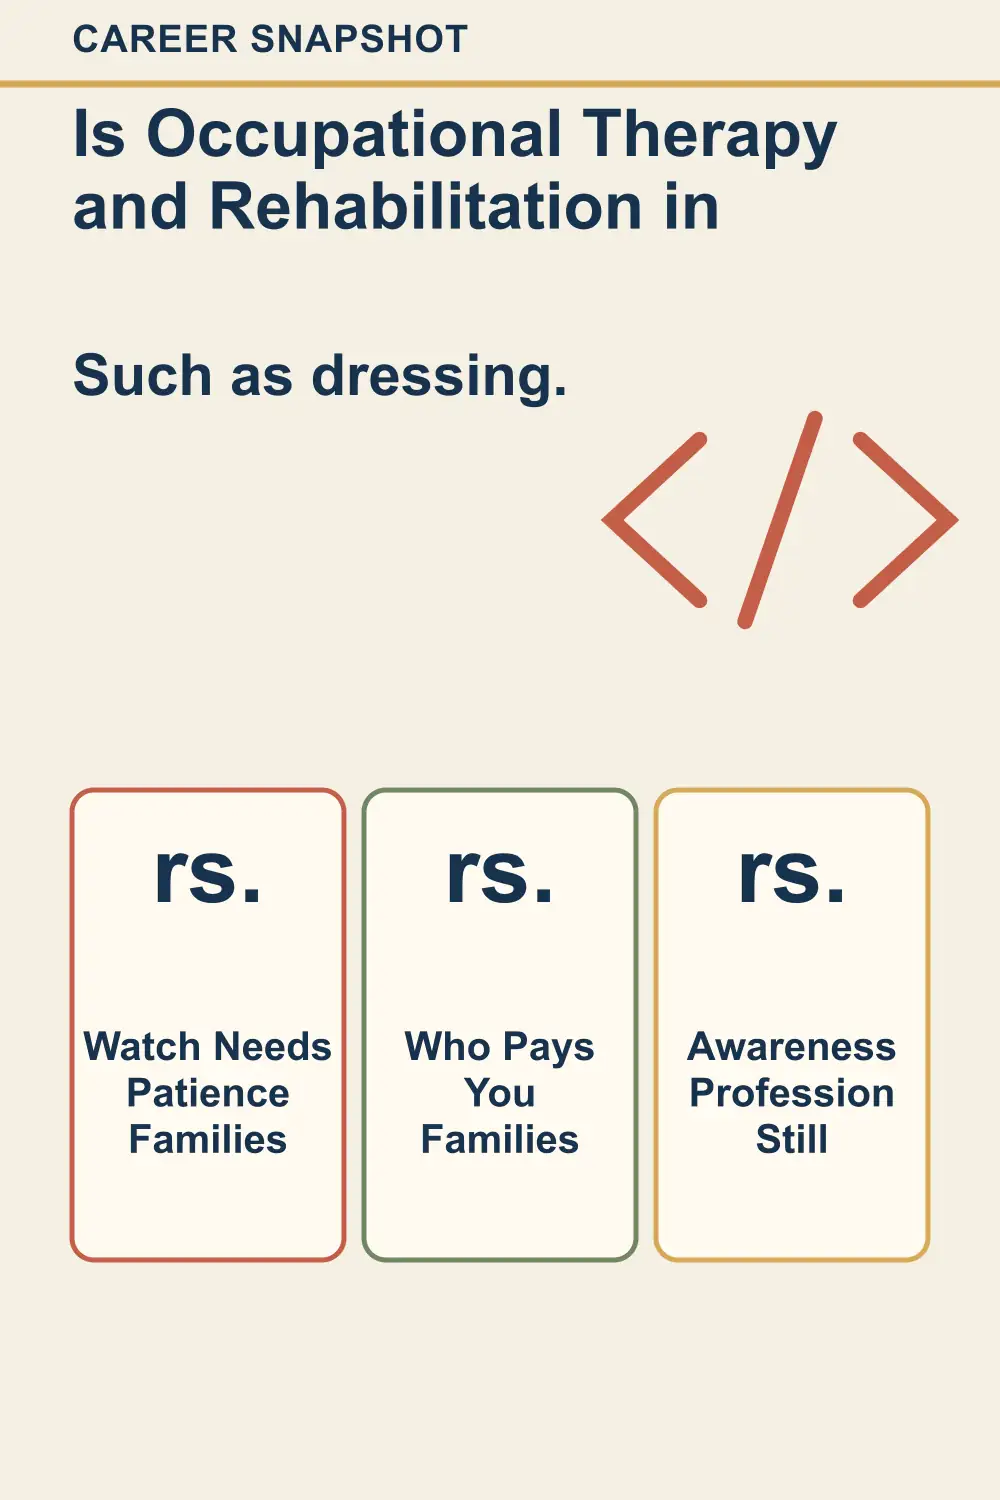 CAREER SNAPSHOT
Is Occupational Therapy
and Rehabilitation in
Such as dressing.
</>
rs.
Watch Needs
Patience
Families
rs.
Who Pays
You
Families
rs.
Awareness
Profession
Still